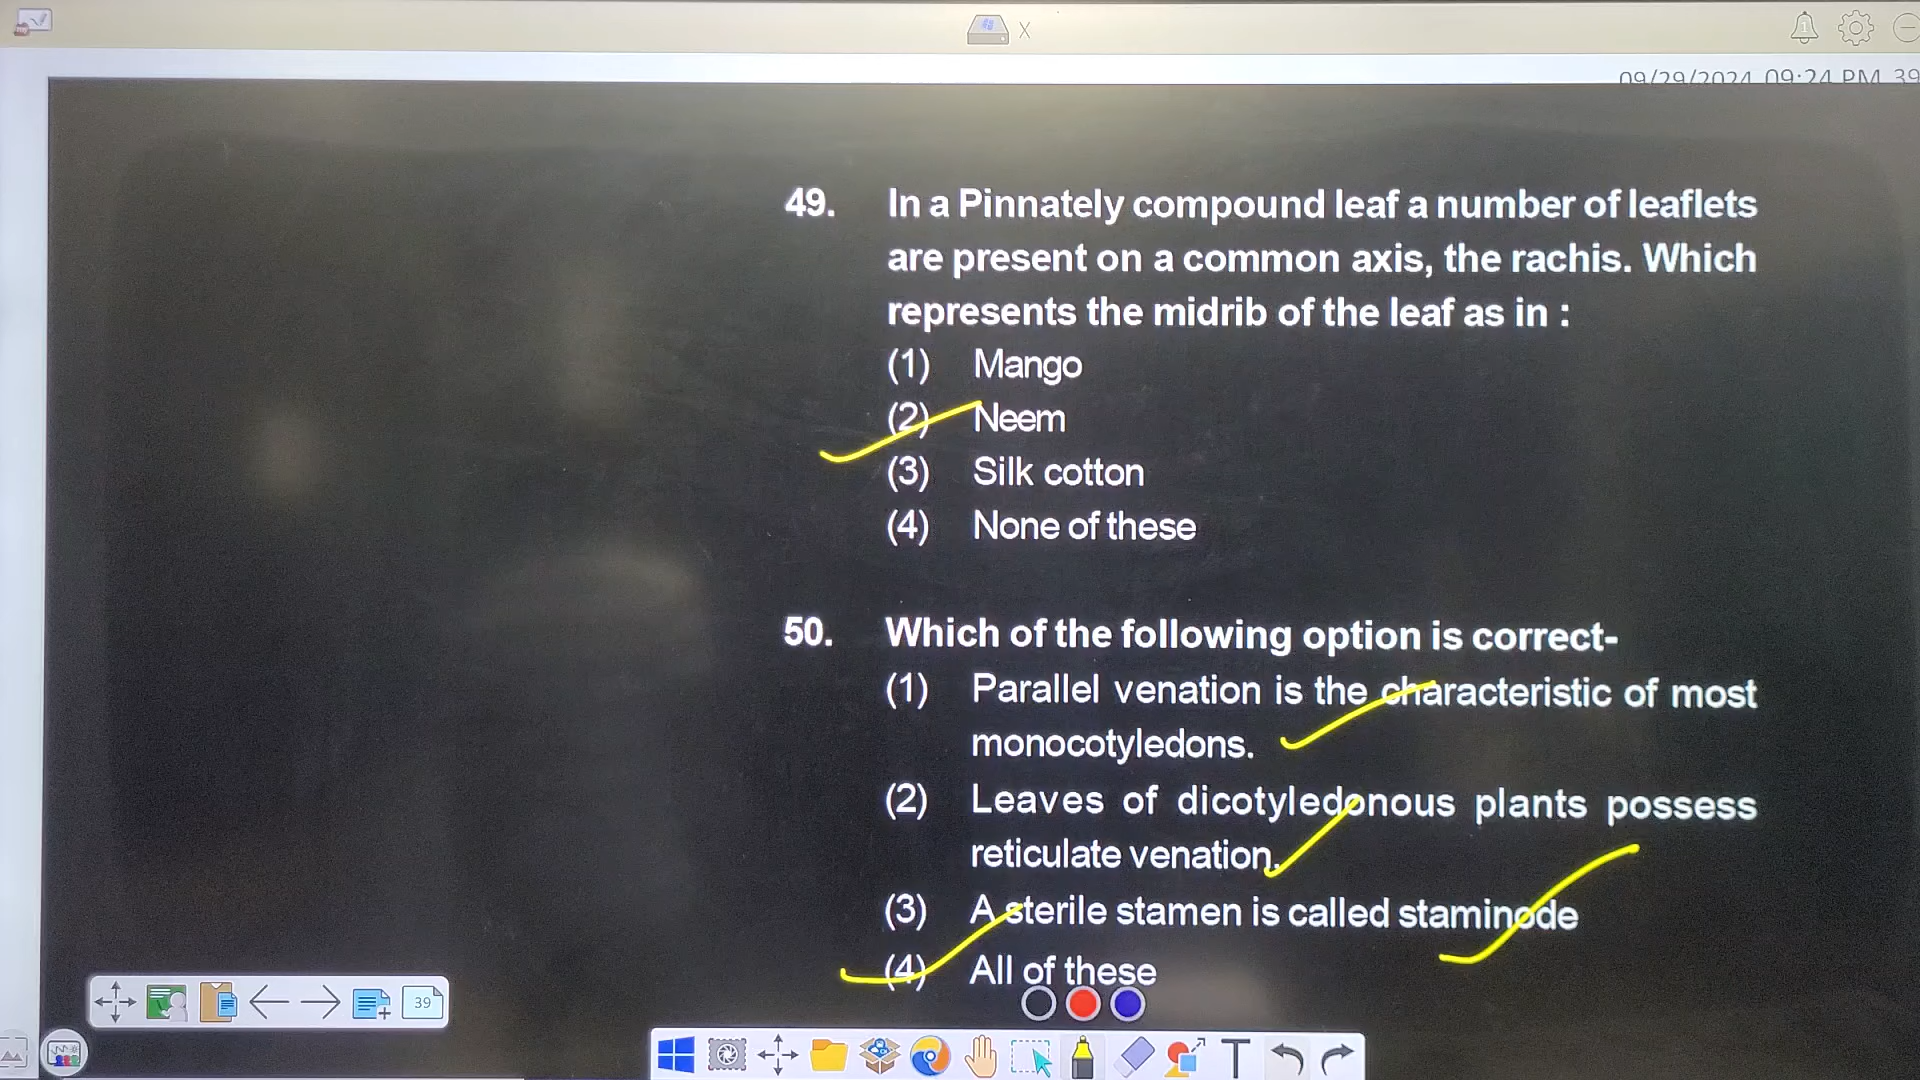 09/29/2024 09:24 PM 39
49. In a Pinnately compound leaf a number of leaflets
are present on a common axis, the rachis. Which
represents the midrib of the leaf as in :
(1) Mango
(2) Neem
(3) Silk cotton
(4) None of these
50. Which of the following option is correct-
(1) Parallel venation is the characteristic of most
monocotyledons.
(2) Leaves of dicotyledonous plants possess
reticulate venation.
(3) A sterile stamen is called staminode
(4) All of these
39